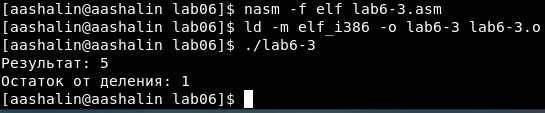 [aashalin@aashalin lab06]$ nasm -f elf lab6-3.asm
[aashalin@aashalin lab06]$ ld -m elf_i386 -o lab6-3 lab6-3.o
[aashalin@aashalin lab06]$ ./lab6-3
Результат: 5
Остаток от деления: 1
[aashalin@aashalin lab06]$